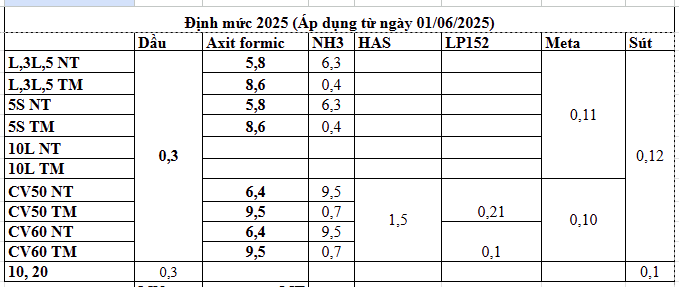 Định mức 2025 (Áp dụng từ ngày 01/06/2025)
Dầu Axit formic NH3 HAS LP152 Meta Sút
L,3L,5 NT 5,8 6,3
L,3L,5 TM 8,6 0,4
5S NT 5,8 6,3
0,11
5S TM 8,6 0,4
10L NT
0,3 0,12
10L TM
CV50 NT 6,4 9,5
CV50 TM 9,5 0,7 0,21
1,5 0,10
CV60 NT 6,4 9,5
CV60 TM 9,5 0,7 0,1
10, 20 0,3 0,1